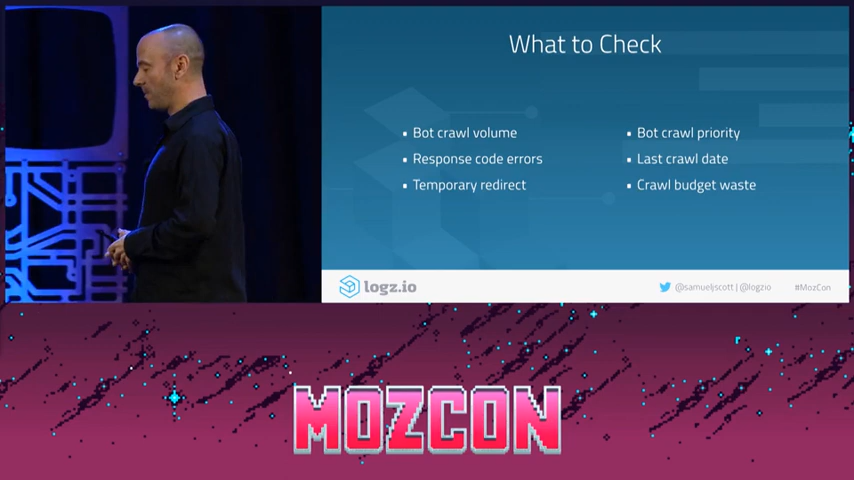 What to Check
▪ Bot crawl volume
▪ Response code errors
▪ Temporary redirect
▪ Bot crawl priority
▪ Last crawl date
▪ Crawl budget waste
logz.io
@samueljscott | @logzio
#MozCon
MOZCON